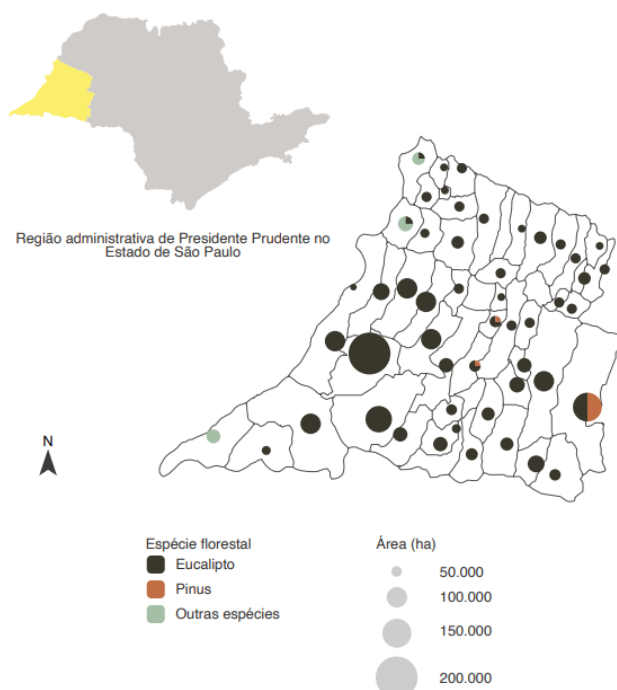 Região administrativa de Presidente Prudente no
Estado de São Paulo
N
Espécie florestal
Eucalipto
Pinus
Outras espécies
Área (ha)
50.000
100.000
150.000
200.000